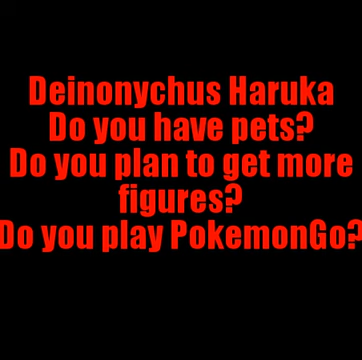 Deinonychus Haruka
Do you have pets?
Do you plan to get more
figures?
Do you play PokemonGo?